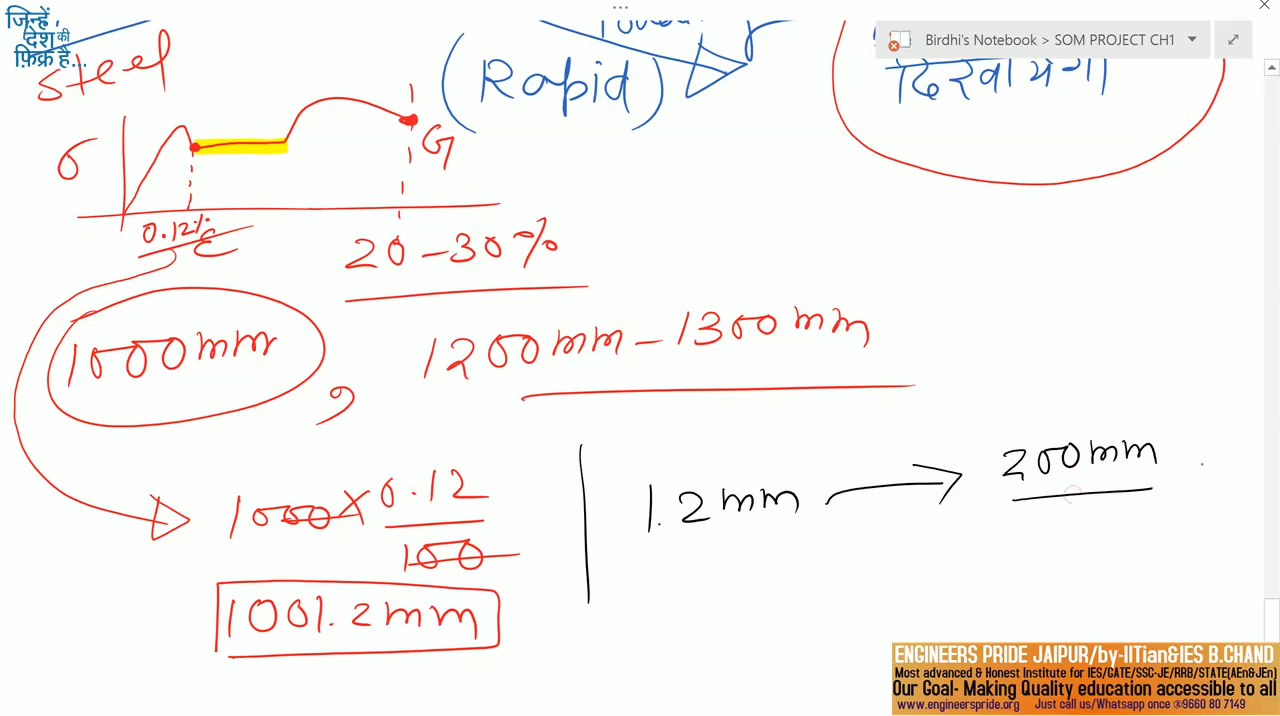 जिन्हें,
देश की
फ़िक्र है...
Birdhi's Notebook > SOM PROJECT CH1
steel
(Rapid)
σ
G
0.12%
ε
20-30%
1000mm
, 1200mm-1300mm
1000 X 0.12
100
1001.2mm
1.2mm
200mm
ENGINEERS PRIDE JAIPUR/by-IITian&IES B.CHAND
Most advanced & Honest Institute for IES/GATE/SSC-JE/RRB/STATE(AEn&JEn)
Our Goal- Making Quality education accessible to all
www.engineerspride.org Just call us/Whatsapp once @9660 80 7149